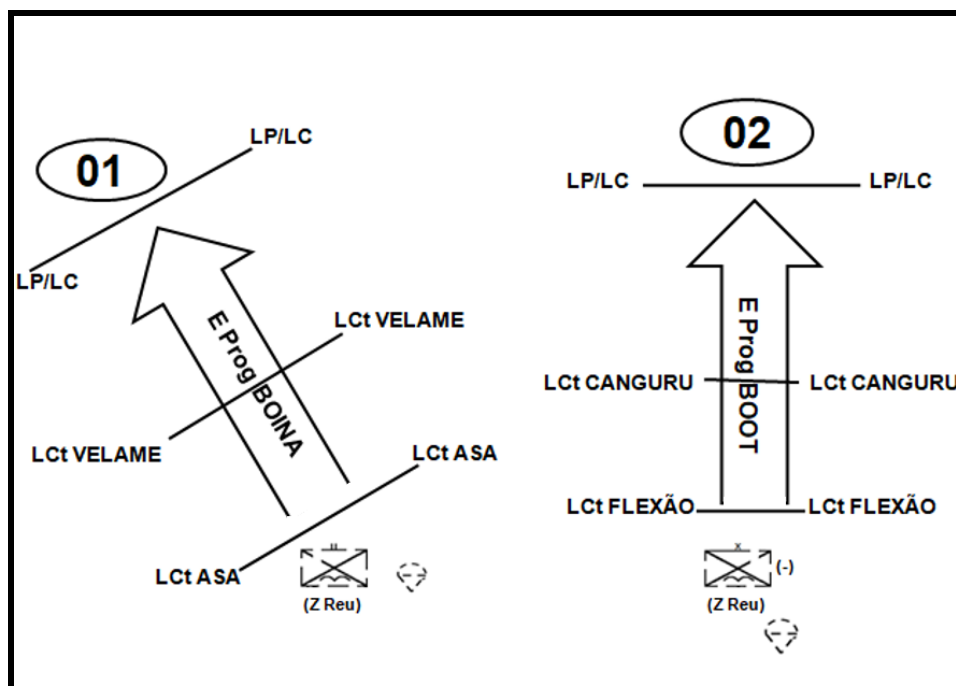 01
LP/LC
LP/LC
E Prog BOINA
LCt VELAME
LCt VELAME
LCt ASA
LCt ASA
II
(Z Reu)
02
LP/LC
LP/LC
E Prog BOOT
LCt CANGURU
LCt CANGURU
LCt FLEXÃO
LCt FLEXÃO
X
(-)
(Z Reu)